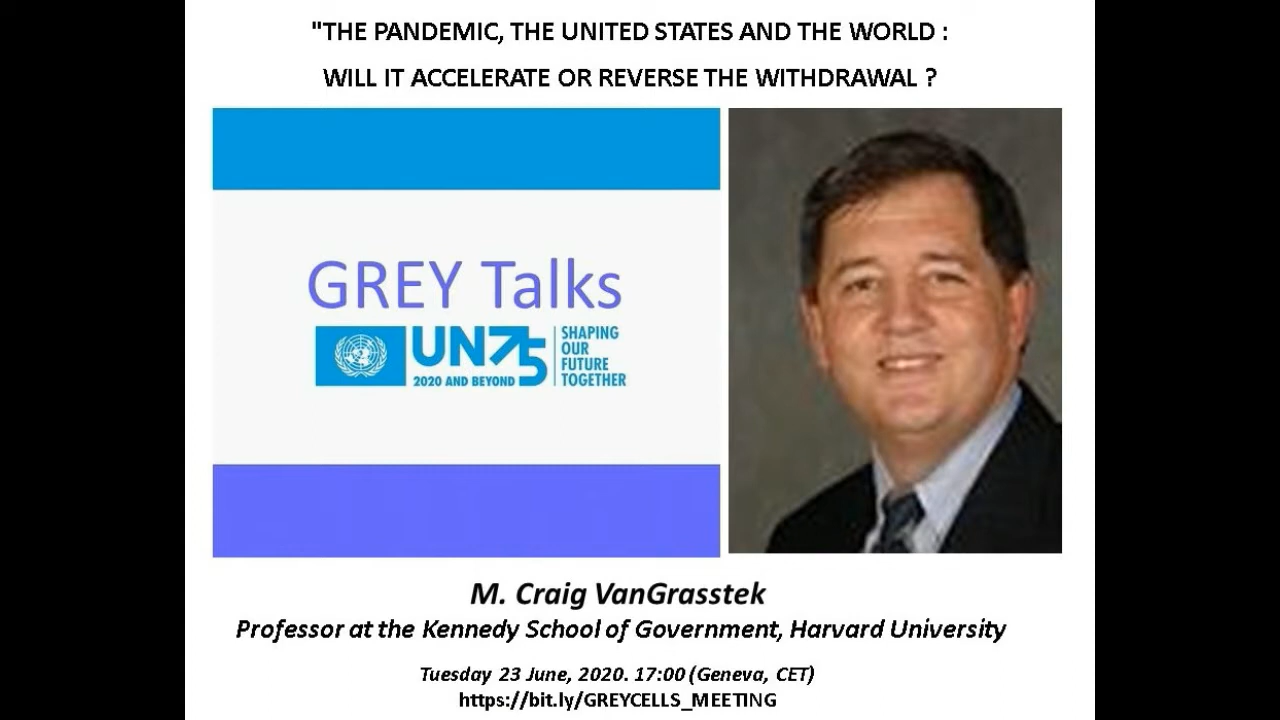 "THE PANDEMIC, THE UNITED STATES AND THE WORLD :
WILL IT ACCELERATE OR REVERSE THE WITHDRAWAL ?
GREY Talks
UN75
2020 AND BEYOND
SHAPING
OUR
FUTURE
TOGETHER
M. Craig VanGrasstek
Professor at the Kennedy School of Government, Harvard University
Tuesday 23 June, 2020. 17:00 (Geneva, CET)
https://bit.ly/GREYCELLS_MEETING